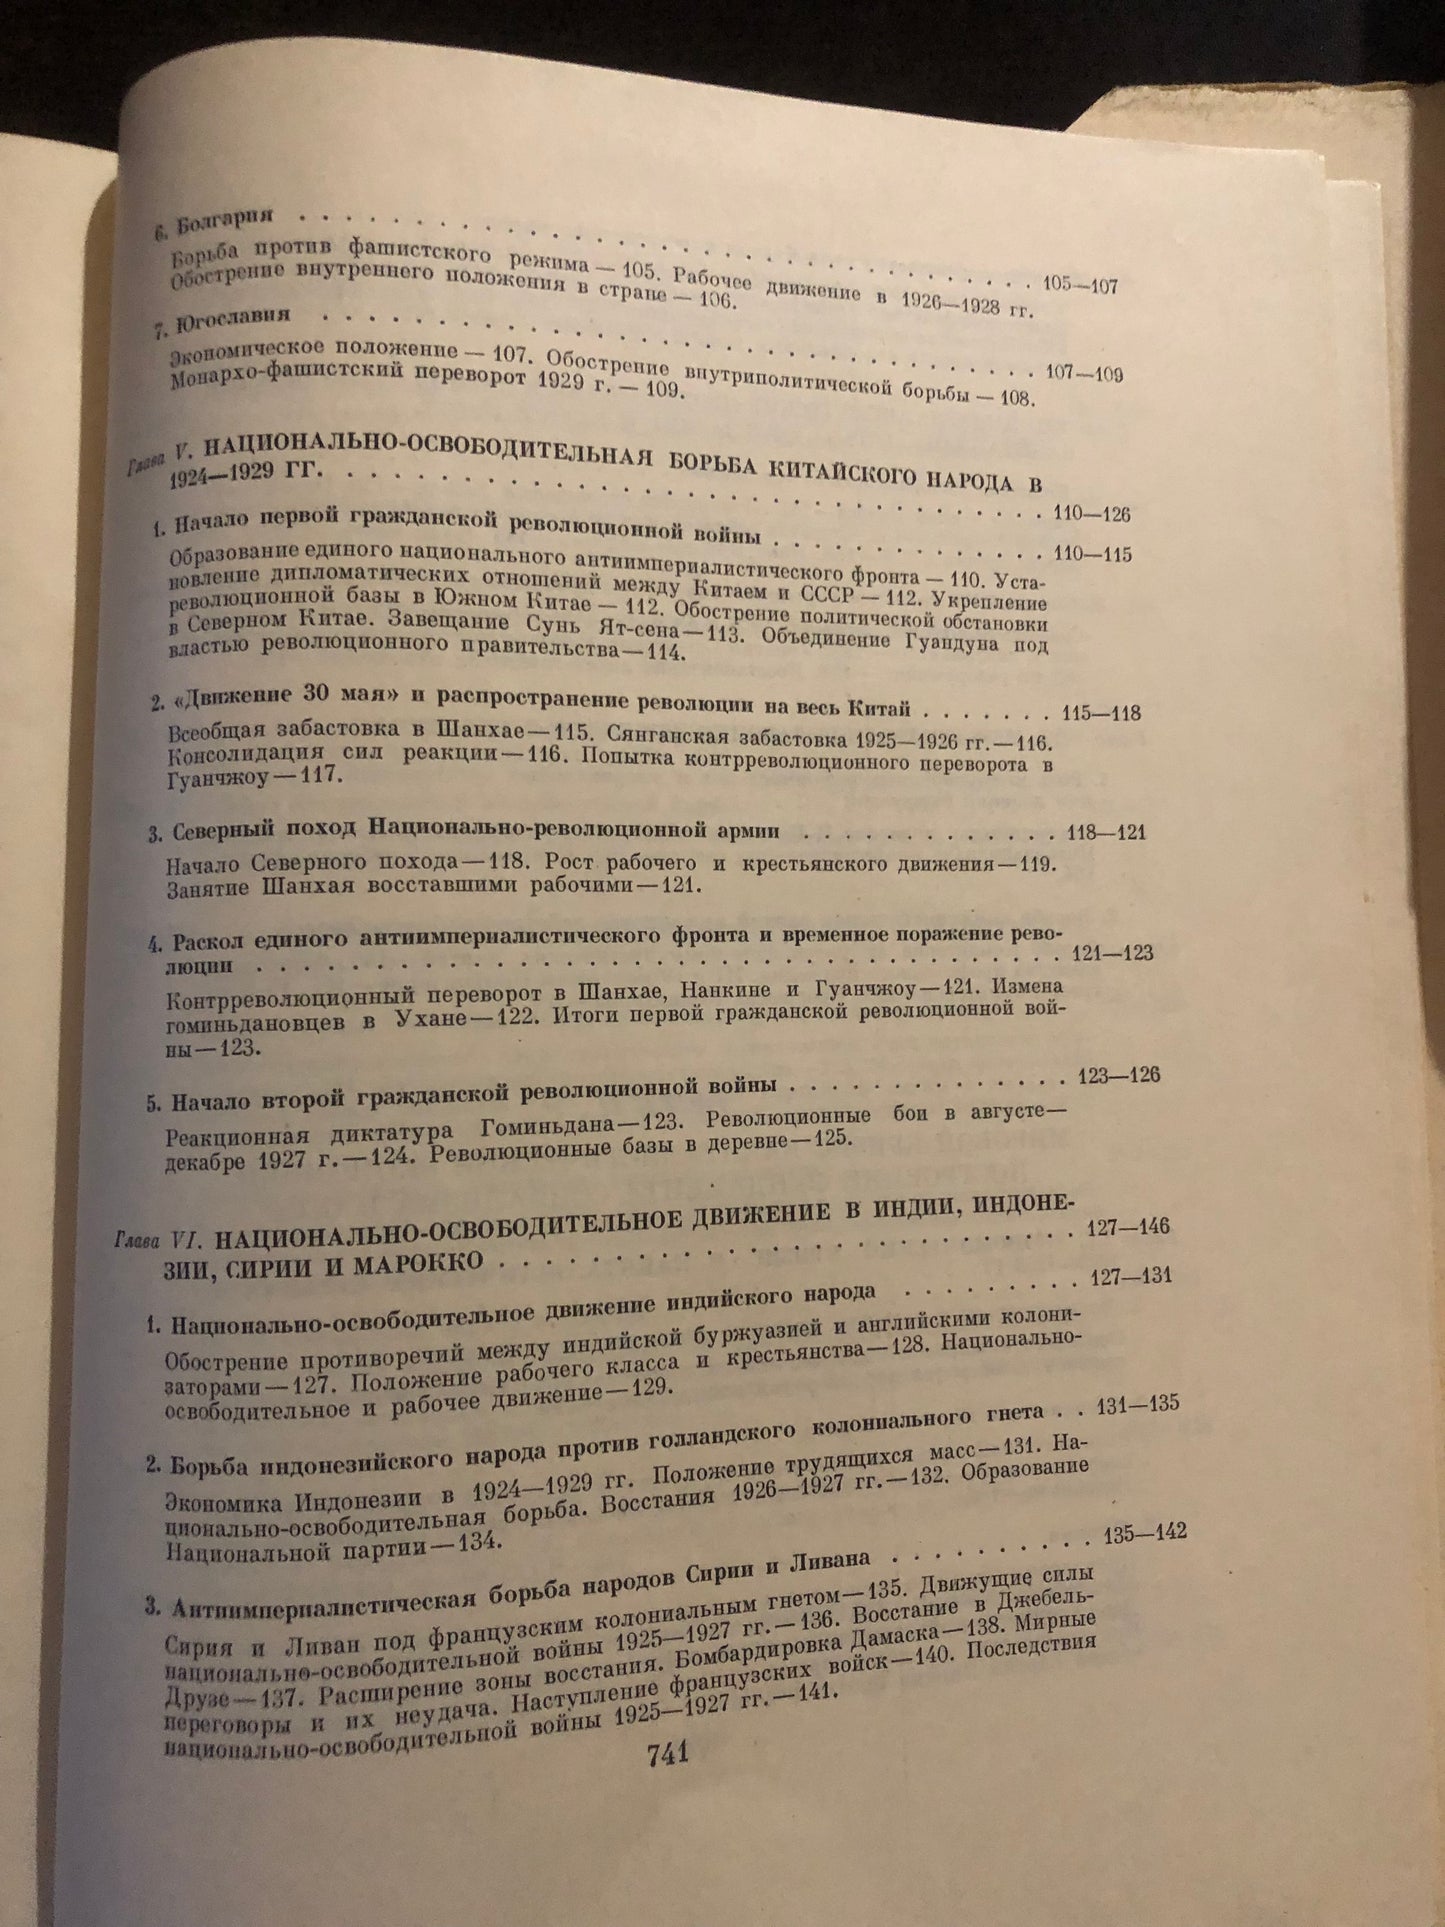 6. Болгария . . . . . . . . . . . . . . . . . . . . . . . . . . . . . . . . 105—107
Борьба против фашистского режима — 105. Рабочее движение в 1926—1928 гг.
Обострение внутреннего положения в стране — 106.
7. Югославия . . . . . . . . . . . . . . . . . . . . . . . . . . . . . . . 107—109
Экономическое положение — 107. Обострение внутриполитической борьбы — 108.
Монархо-фашистский переворот 1929 г. — 109.
Глава V. НАЦИОНАЛЬНО-ОСВОБОДИТЕЛЬНАЯ БОРЬБА КИТАЙСКОГО НАРОДА В
1924—1929 ГГ. . . . . . . . . . . . . . . . . . . . . . . . . . . . . . . 110—126
1. Начало первой гражданской революционной войны . . . . . . . . . . . . 110—115
Образование единого национального антиимпериалистического фронта — 110. Уста-
новление дипломатических отношений между Китаем и СССР — 112. Укрепление
революционной базы в Южном Китае — 112. Обострение политической обстановки
в Северном Китае. Завещание Сунь Ят-сена—113. Объединение Гуандуна под
властью революционного правительства—114.
2. «Движение 30 мая» и распространение революции на весь Китай . . . . . . . 115—118
Всеобщая забастовка в Шанхае—115. Сянганская забастовка 1925—1926 гг.—116.
Консолидация сил реакции—116. Попытка контрреволюционного переворота в
Гуанчжоу—117.
3. Северный поход Национально-революционной армии . . . . . . . . . . . . . 118—121
Начало Северного похода—118. Рост рабочего и крестьянского движения—119.
Занятие Шанхая восставшими рабочими—121.
4. Раскол единого антиимпериалистического фронта и временное поражение рево-
люции . . . . . . . . . . . . . . . . . . . . . . . . . . . . . . . . . . . 121—123
Контрреволюционный переворот в Шанхае, Нанкине и Гуанчжоу—121. Измена
гоминьдановцев в Ухане—122. Итоги первой гражданской революционной вой-
ны—123.
5. Начало второй гражданской революционной войны . . . . . . . . . . . . . 123—126
Реакционная диктатура Гоминьдана—123. Революционные бои в августе—
декабре 1927 г.—124. Революционные базы в деревне—125.
Глава VI. НАЦИОНАЛЬНО-ОСВОБОДИТЕЛЬНОЕ ДВИЖЕНИЕ В ИНДИИ, ИНДОНЕ-
ЗИИ, СИРИИ И МАРОККО . . . . . . . . . . . . . . . . . . . . . . . . . 127—146
1. Национально-освободительное движение индийского народа . . . . . . . . . 127—131
Обострение противоречий между индийской буржуазией и английскими колони-
заторами—127. Положение рабочего класса и крестьянства—128. Национально-
освободительное и рабочее движение—129.
2. Борьба индонезийского народа против голландского колониального гнета . . 131—135
Экономика Индонезии в 1924—1929 гг. Положение трудящихся масс—131. На-
ционально-освободительная борьба. Восстания 1926—1927 гг.—132. Образование
Национальной партии—134.
3. Антиимпериалистическая борьба народов Сирии и Ливана . . . . . . . . . . 135—142
Сирия и Ливан под французским колониальным гнетом—135. Движущие силы
национально-освободительной войны 1925—1927 гг.—136. Восстание в Джебель-
Друзе—137. Расширение зоны восстания. Бомбардировка Дамаска—138. Мирные
переговоры и их неудача. Наступление французских войск—140. Последствия
национально-освободительной войны 1925—1927 гг.—141.
741